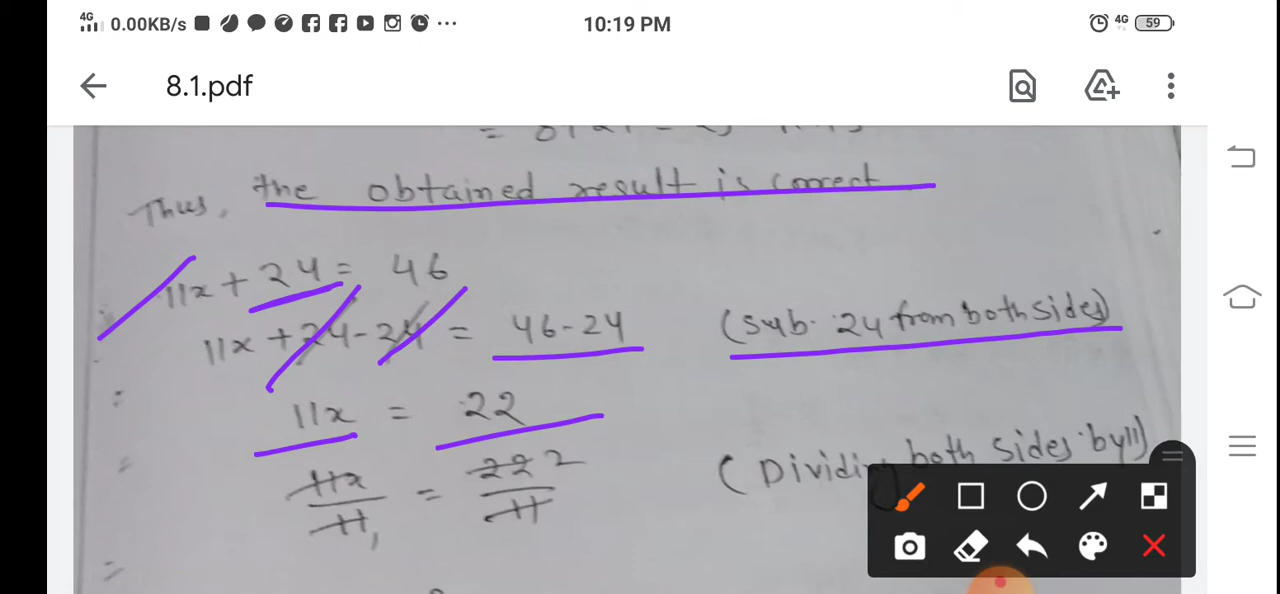 4G 0.00KB/s ... 10:19 PM 4G 59
8.1.pdf
Thus, the obtained result is correct
11x + 24 = 46
11x + 24 - 24 = 46 - 24 (sub. 24 from both sides)
11x = 22
11x/11 = 22/11 2 (Dividing both sides by 11)